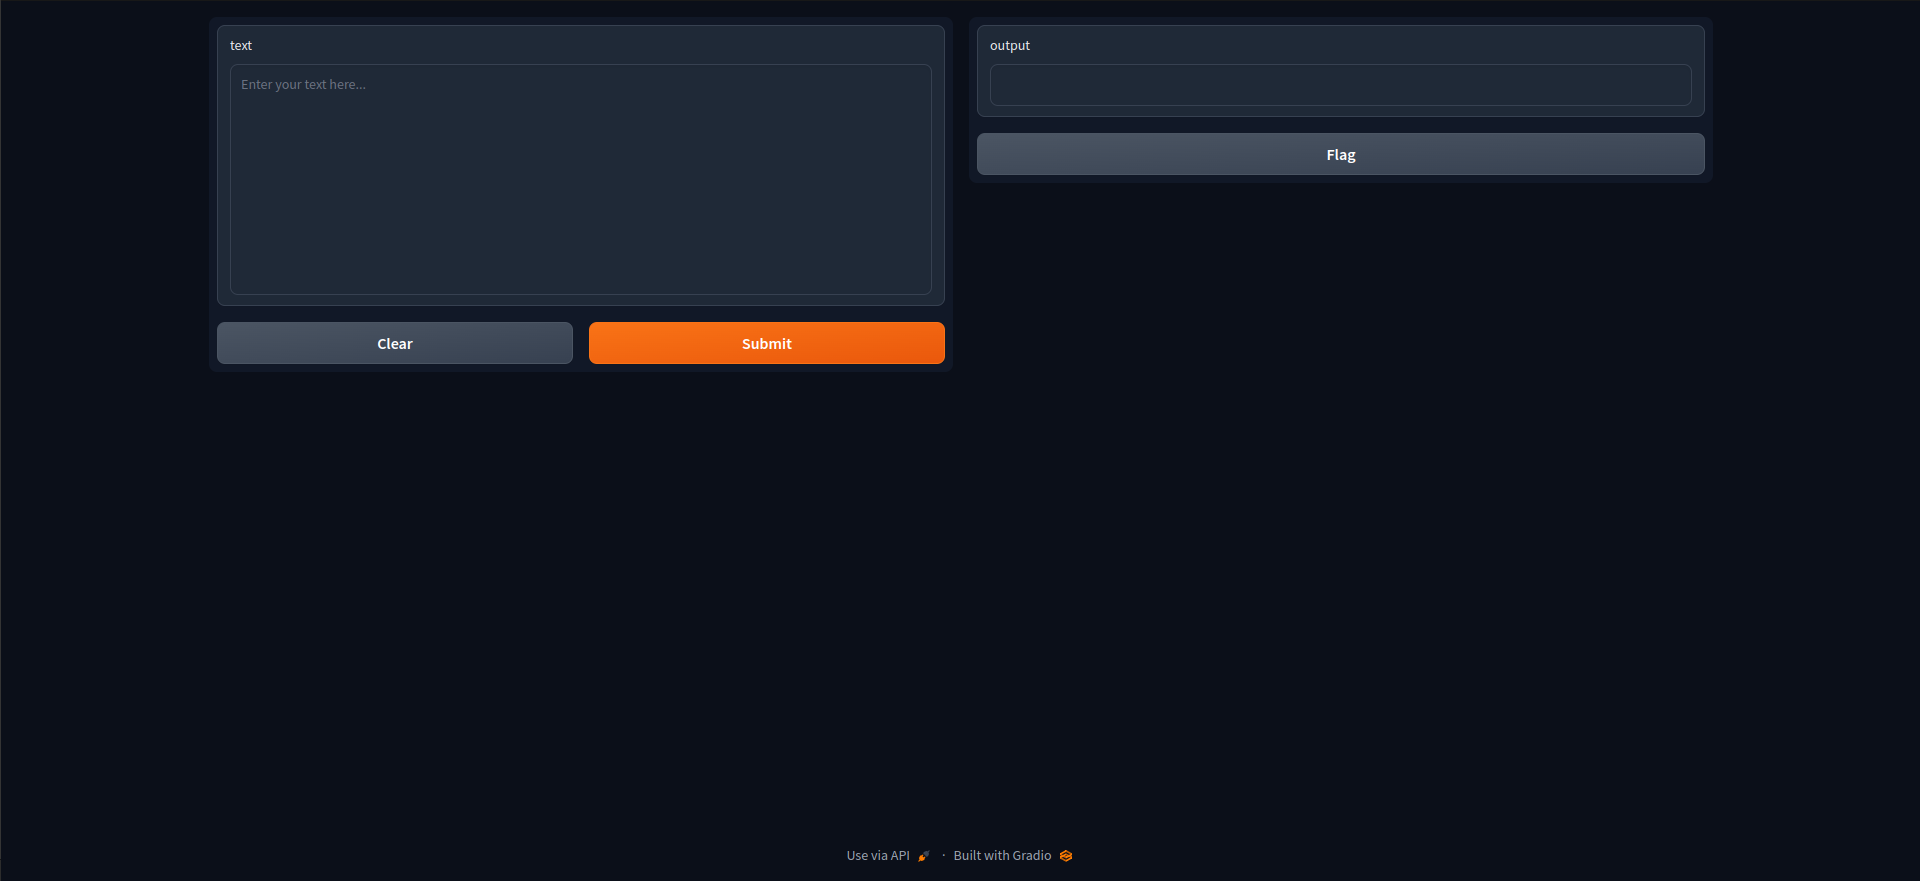 text
Enter your text here...
Clear
Submit
output
Flag
Use via API · Built with Gradio